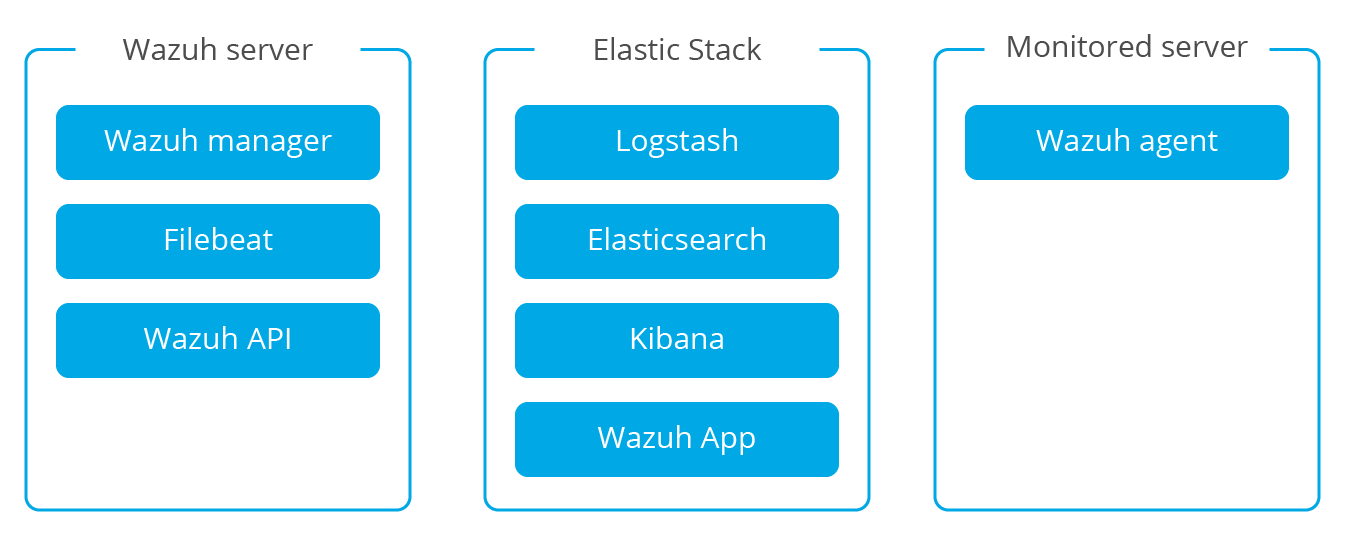 Wazuh server
Wazuh manager
Filebeat
Wazuh API
Elastic Stack
Logstash
Elasticsearch
Kibana
Wazuh App
Monitored server
Wazuh agent